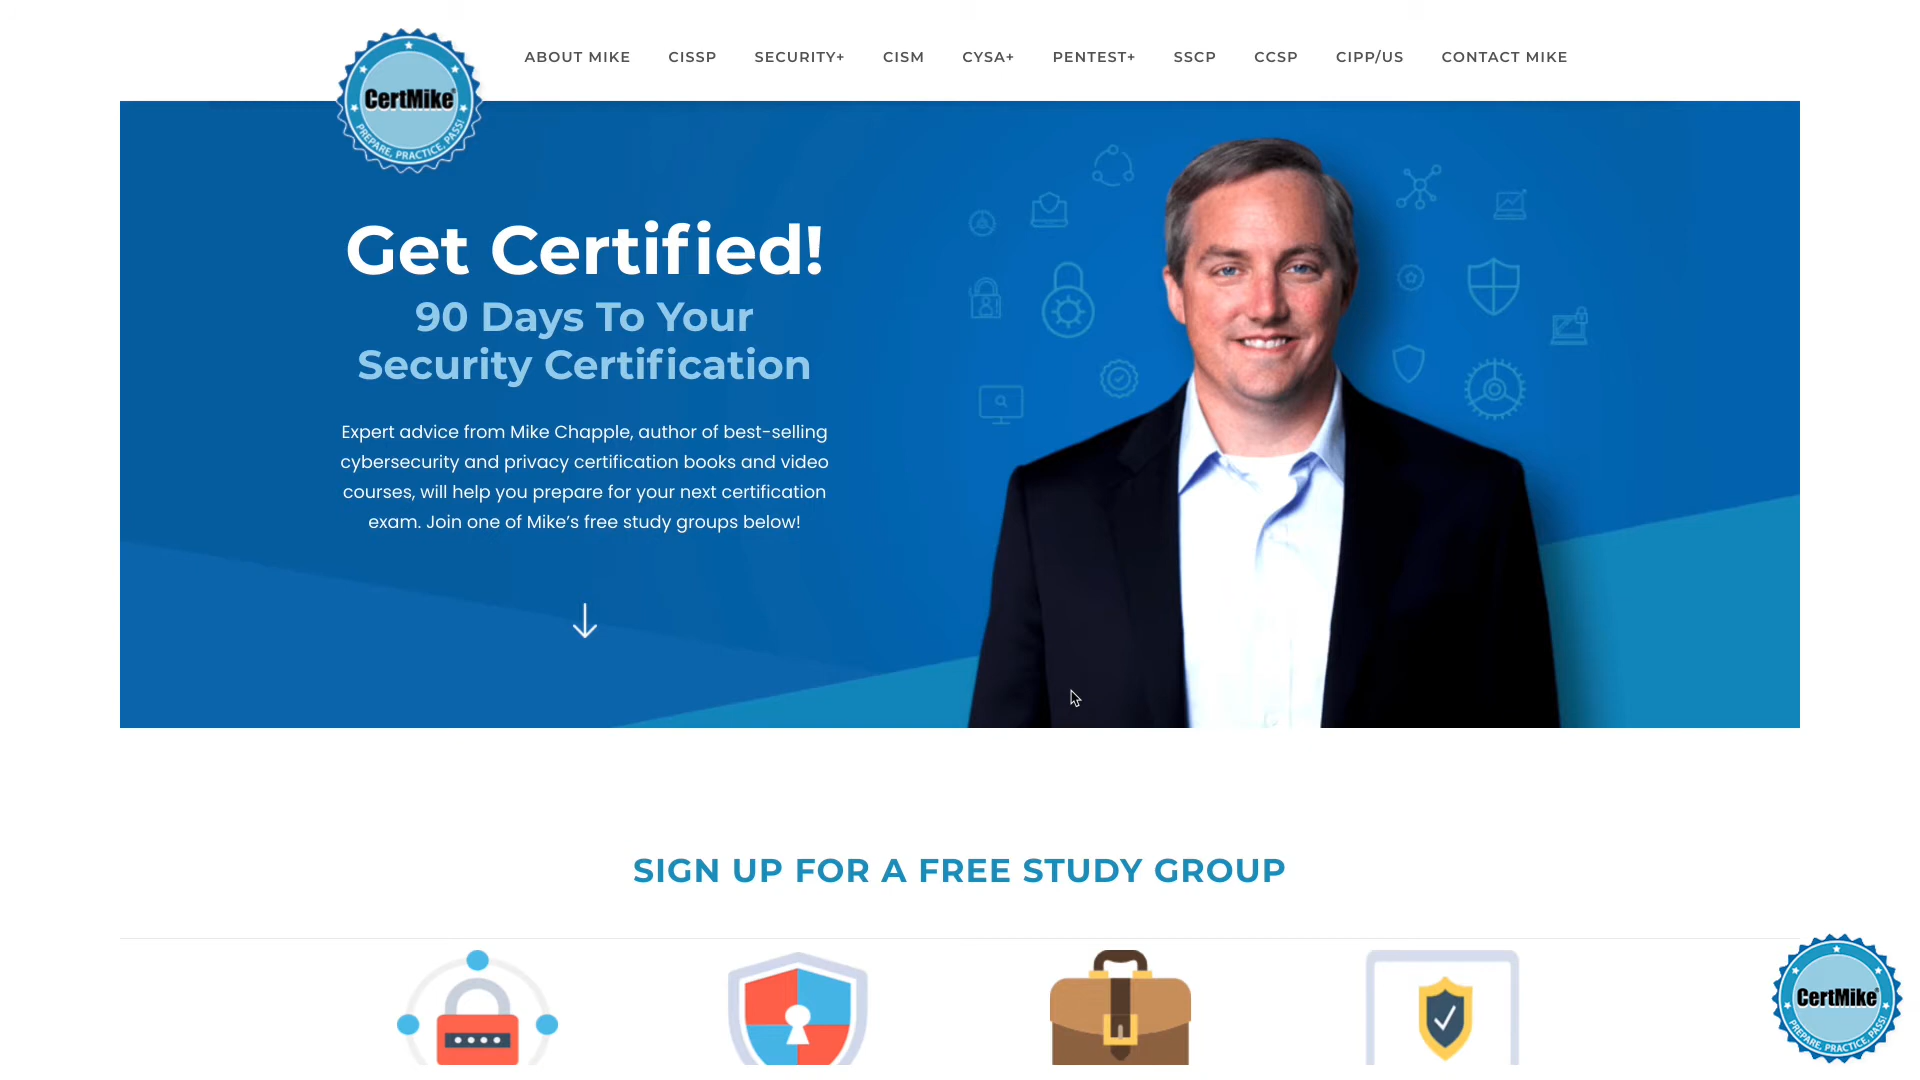 CertMike
PREPARE, PRACTICE, PASS!
ABOUT MIKE
CISSP
SECURITY+
CISM
CYSA+
PENTEST+
SSCP
CCSP
CIPP/US
CONTACT MIKE
Get Certified!
90 Days To Your
Security Certification
Expert advice from Mike Chapple, author of best-selling
cybersecurity and privacy certification books and video
courses, will help you prepare for your next certification
exam. Join one of Mike’s free study groups below!
SIGN UP FOR A FREE STUDY GROUP
CertMike
PREPARE, PRACTICE, PASS!